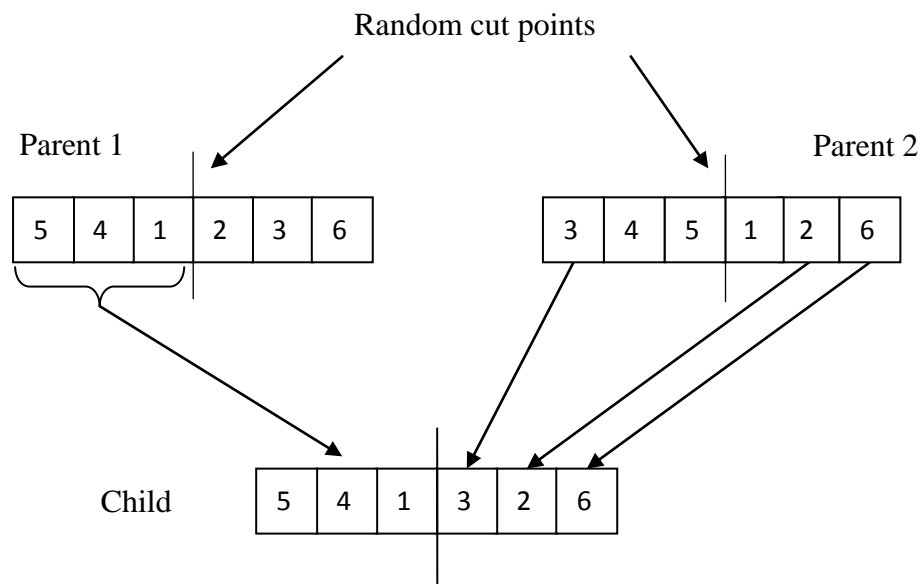 Random cut points
Parent 1
Parent 2
5 4 1 2 3 6
3 4 5 1 2 6
Child
5 4 1 3 2 6